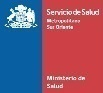 Servicio de Salud
Metropolitano
Sur Oriente
Ministerio de
Salud